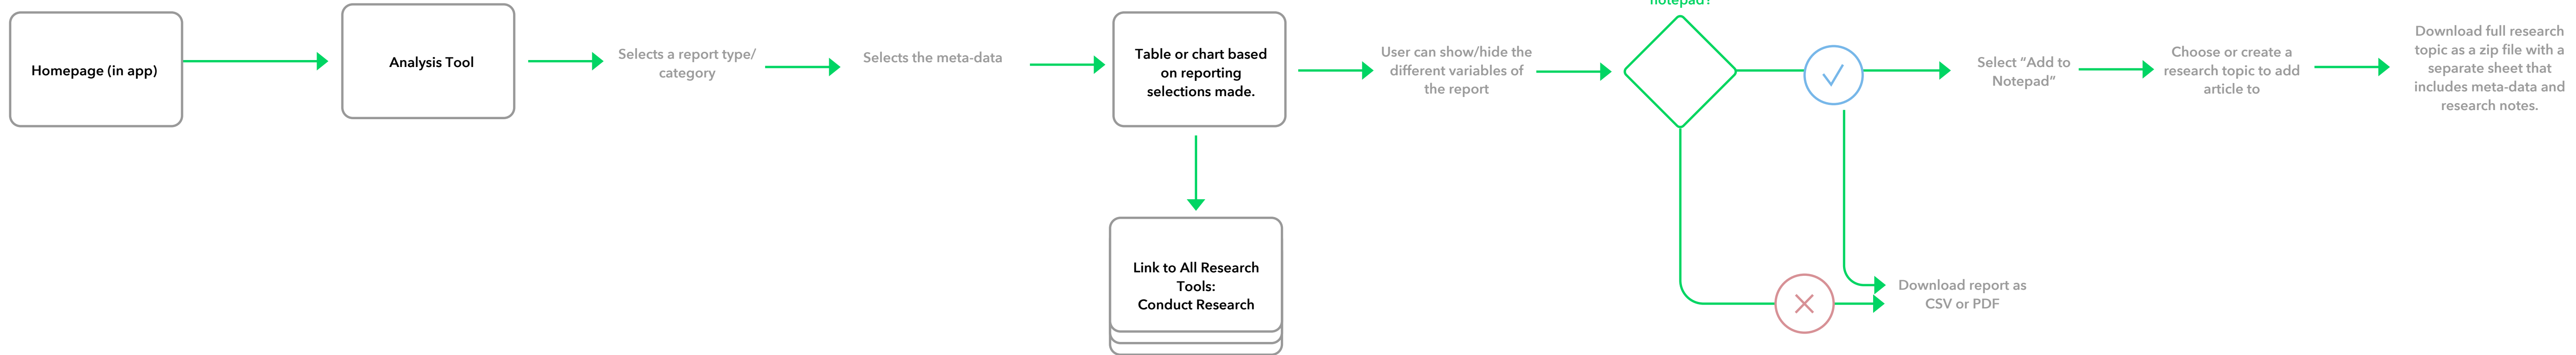 notepad?
Homepage (in app)
Analysis Tool
Selects a report type/
category
Selects the meta-data
Table or chart based
on reporting
selections made.
User can show/hide the
different variables of
the report
Select “Add to
Notepad”
Choose or create a
research topic to add
article to
Download full research
topic as a zip file with a
separate sheet that
includes meta-data and
research notes.
Link to All Research
Tools:
Conduct Research
Download report as
CSV or PDF